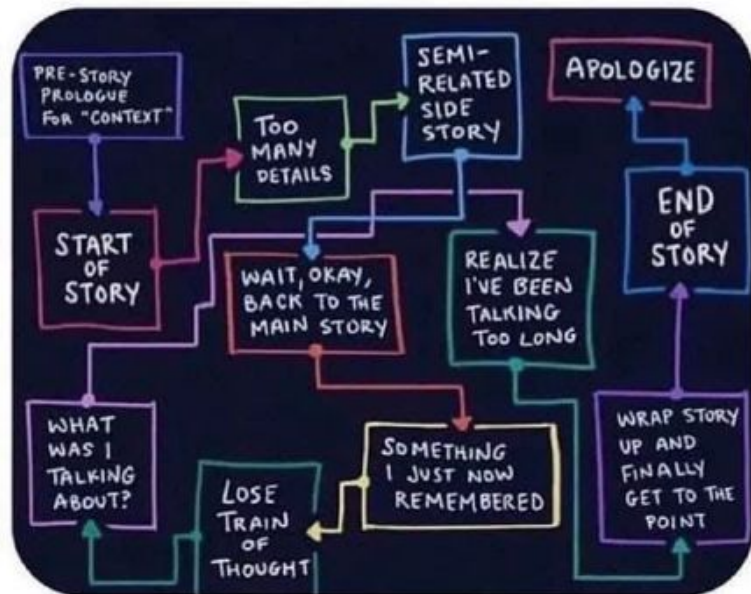 PRE-STORY
PROLOGUE
FOR "CONTEXT"
START
OF
STORY
TOO
MANY
DETAILS
SEMI-
RELATED
SIDE
STORY
WAIT, OKAY,
BACK TO THE
MAIN STORY
SOMETHING
I JUST NOW
REMEMBERED
LOSE
TRAIN
OF
THOUGHT
WHAT
WAS I
TALKING
ABOUT?
REALIZE
I'VE BEEN
TALKING
TOO LONG
WRAP STORY
UP AND
FINALLY
GET TO THE
POINT
END
OF
STORY
APOLOGIZE